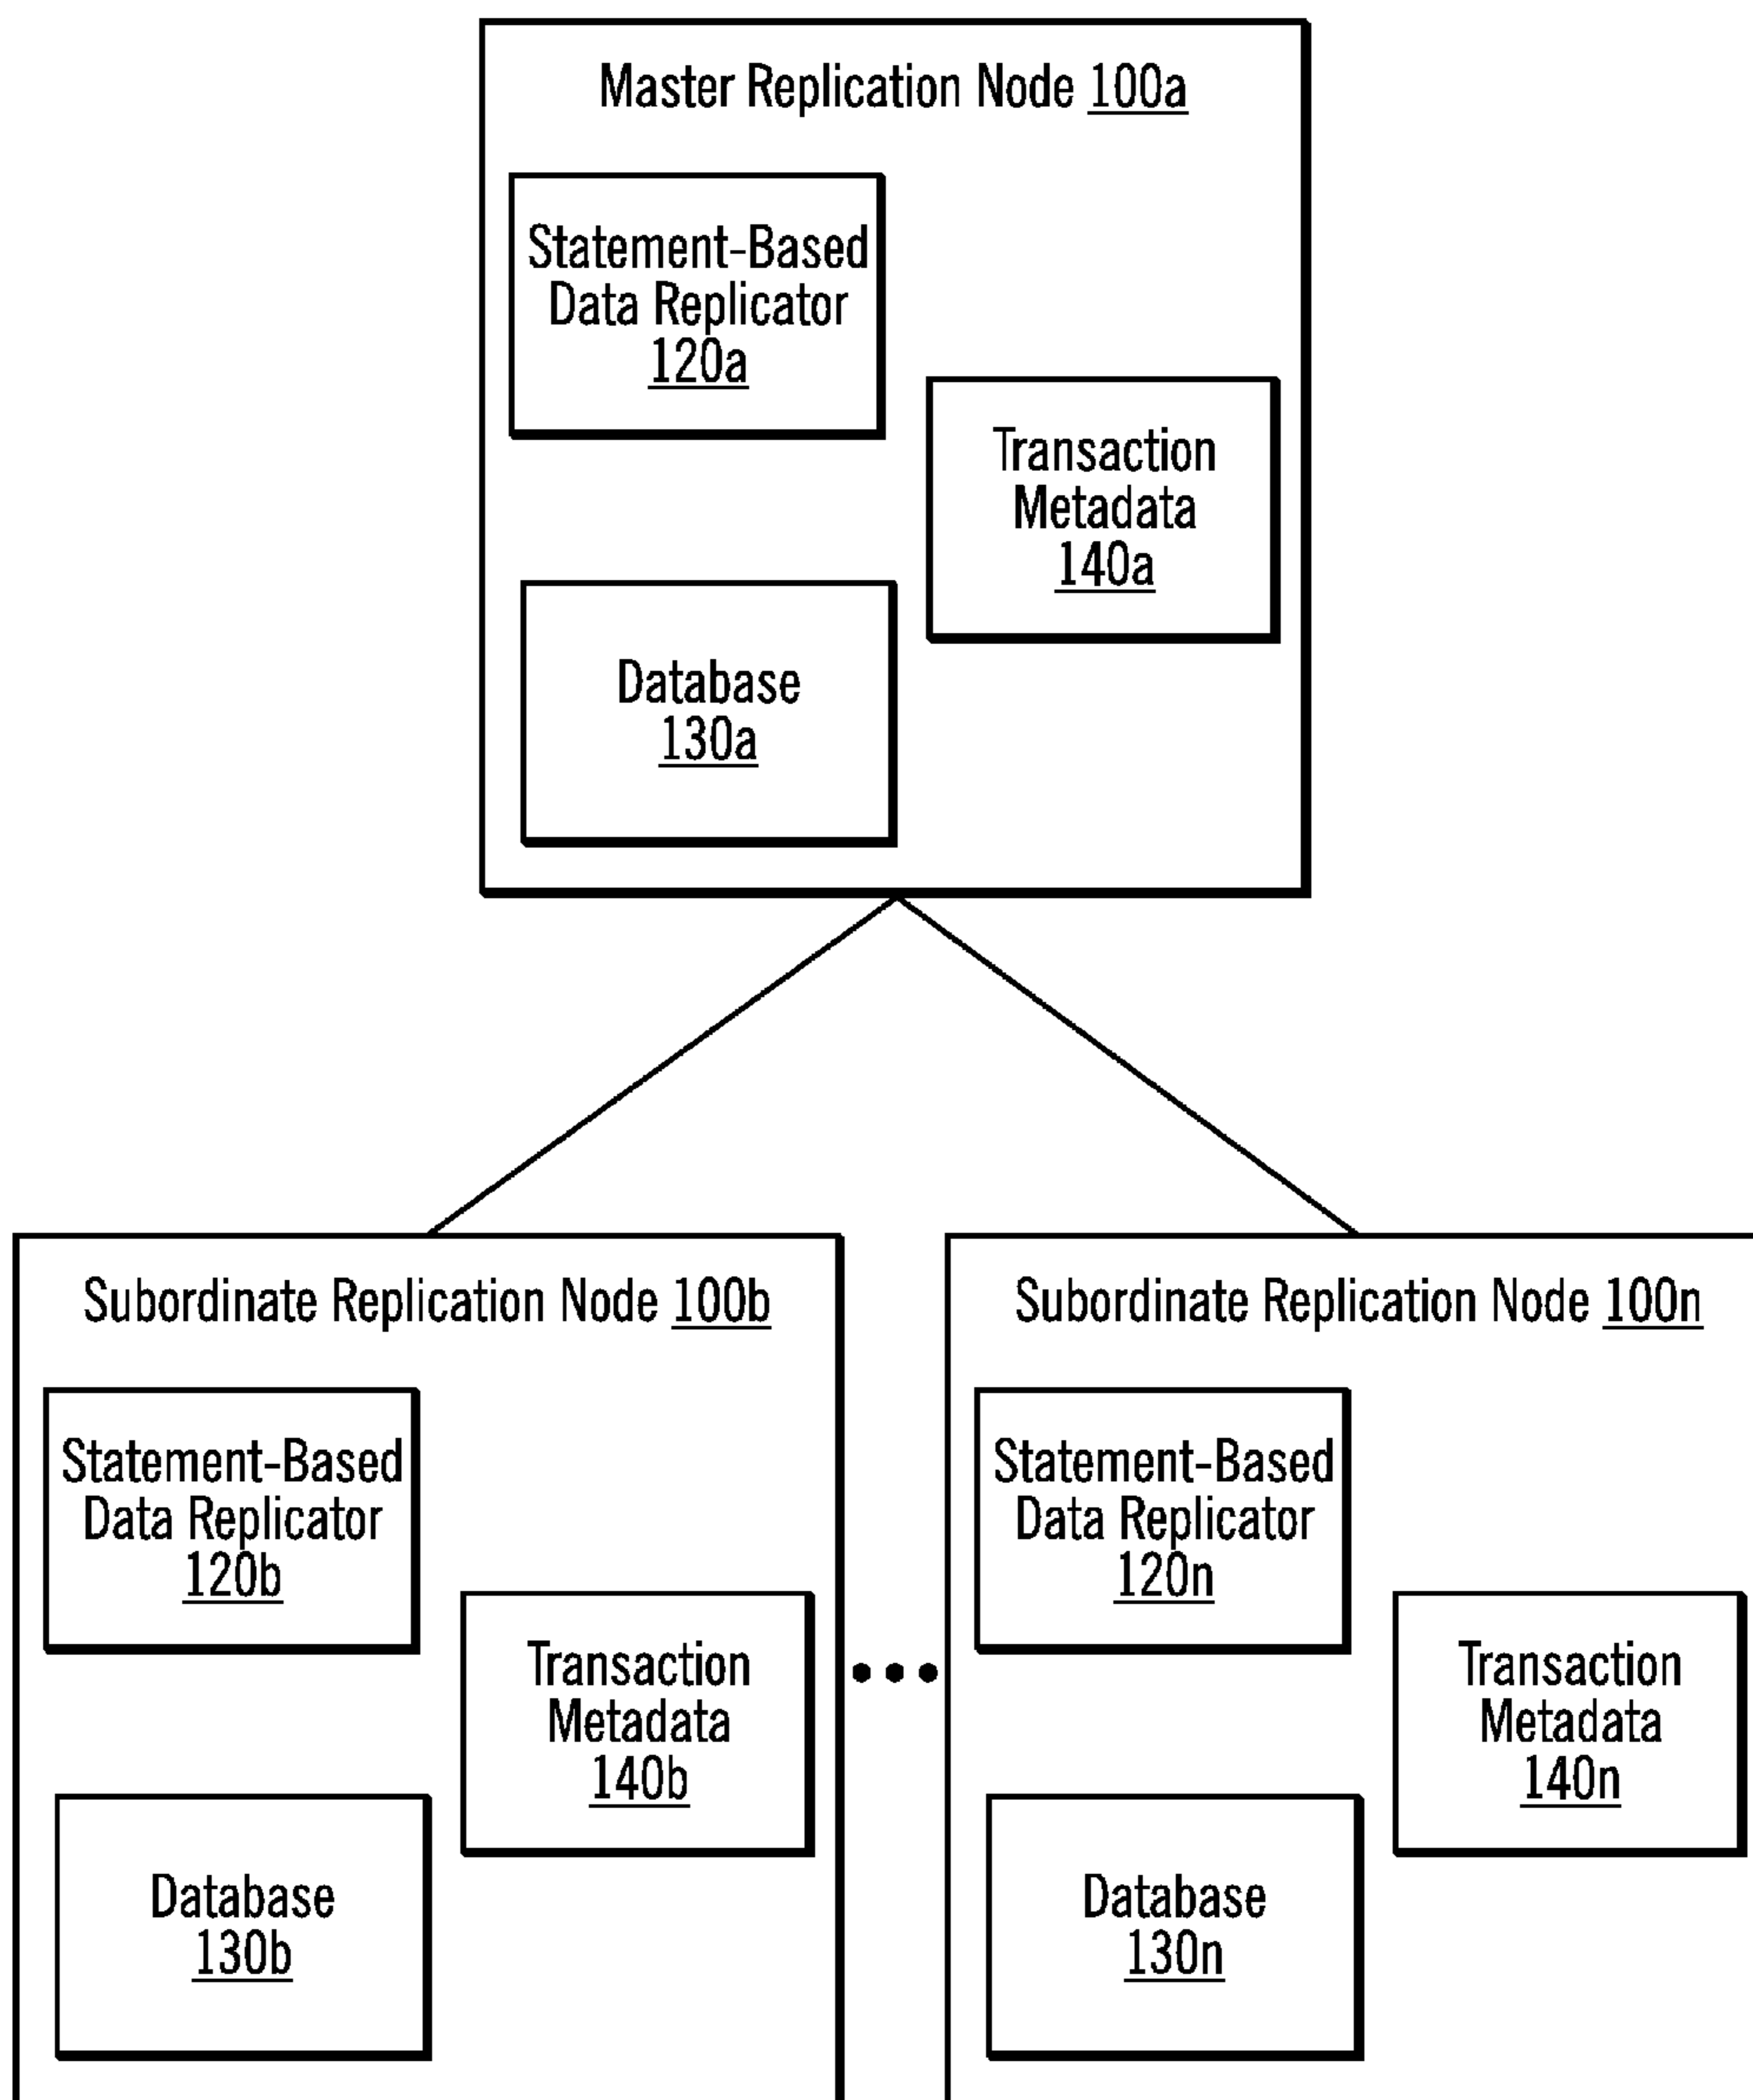 Master Replication Node 100a
Statement-Based
Data Replicator
120a
Transaction
Metadata
140a
Database
130a
Subordinate Replication Node 100b
Statement-Based
Data Replicator
120b
Transaction
Metadata
140b
Database
130b
Subordinate Replication Node 100n
Statement-Based
Data Replicator
120n
Transaction
Metadata
140n
Database
130n